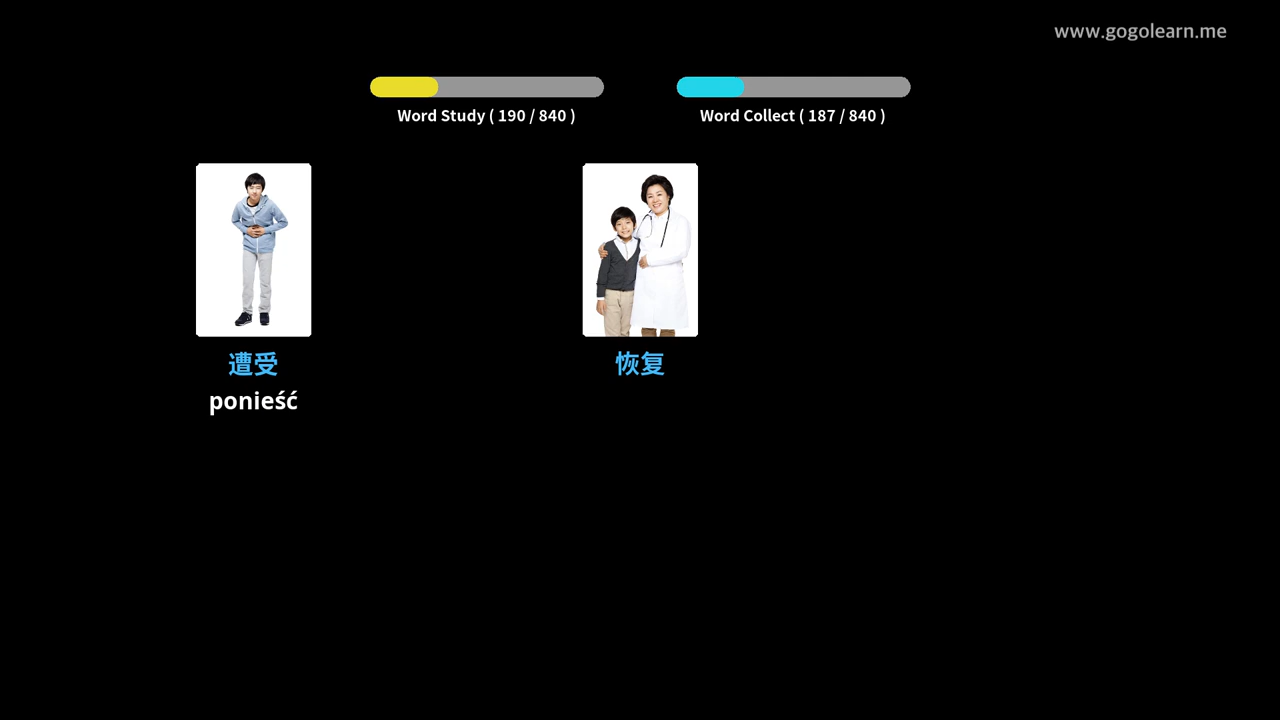 www.gogolearn.me
Word Study ( 190 / 840 )
Word Collect ( 187 / 840 )
遭受
ponieść
恢复